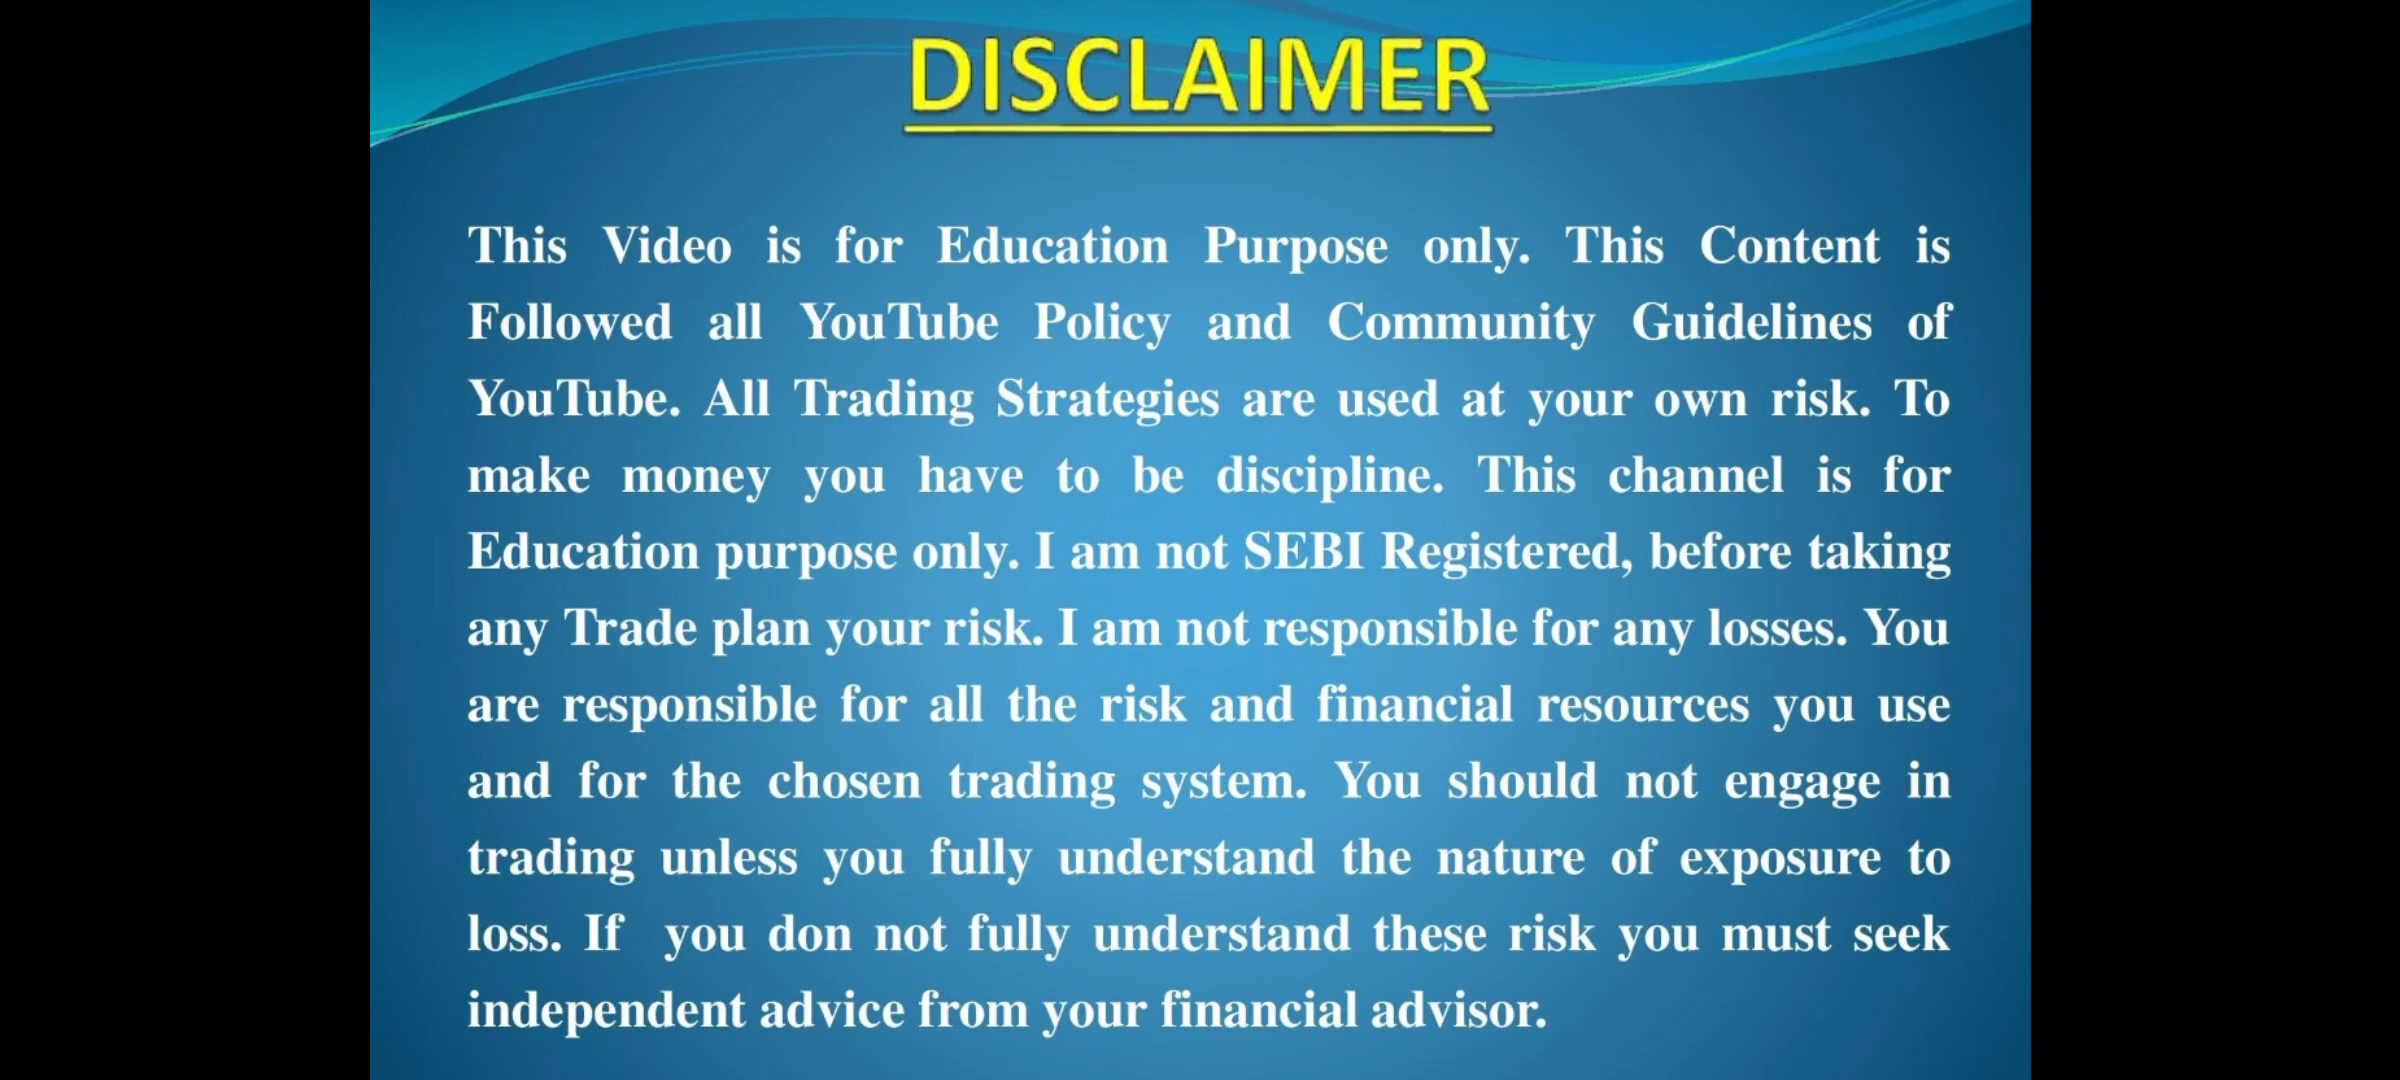 DISCLAIMER
This Video is for Education Purpose only. This Content is
Followed all YouTube Policy and Community Guidelines of
YouTube. All Trading Strategies are used at your own risk. To
make money you have to be discipline. This channel is for
Education purpose only. I am not SEBI Registered, before taking
any Trade plan your risk. I am not responsible for any losses. You
are responsible for all the risk and financial resources you use
and for the chosen trading system. You should not engage in
trading unless you fully understand the nature of exposure to
loss. If you don not fully understand these risk you must seek
independent advice from your financial advisor.